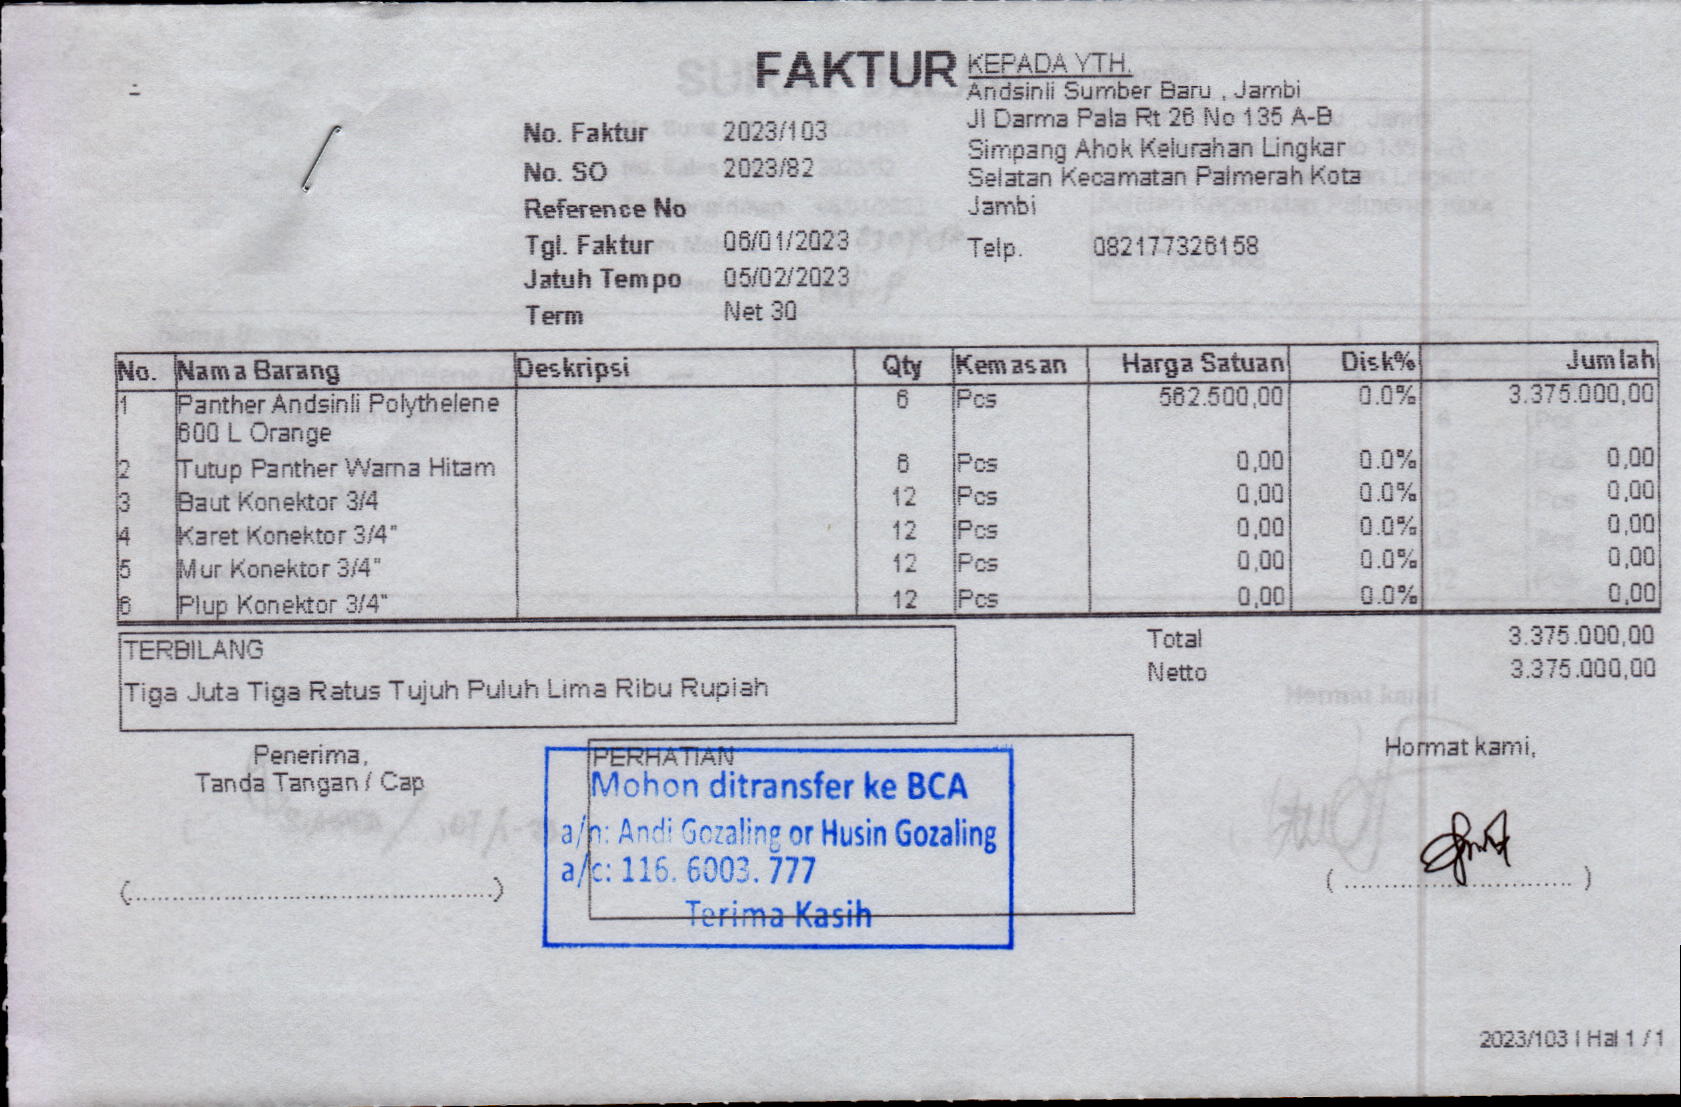 FAKTUR
KEPADA YTH.
Andsinli Sumber Baru , Jambi
Jl Darma Pala Rt 26 No 135 A-B
Simpang Ahok Kelurahan Lingkar
Selatan Kecamatan Palmerah Kota
Jambi
Telp. 082177326158
No. Faktur 2023/103
No. SO 2023/82
Reference No
Tgl. Faktur 06/01/2023
Jatuh Tempo 05/02/2023
Term Net 30
No. Nama Barang Deskripsi Qty Kemasan Harga Satuan Disk% Jumlah
1 Panther Andsinli Polythelene 6 Pcs 562.500,00 0.0% 3.375.000,00
600 L Orange
2 Tutup Panther Warna Hitam 6 Pcs 0,00 0.0% 0,00
3 Baut Konektor 3/4 12 Pcs 0,00 0.0% 0,00
4 Karet Konektor 3/4" 12 Pcs 0,00 0.0% 0,00
5 Mur Konektor 3/4" 12 Pcs 0,00 0.0% 0,00
6 Plup Konektor 3/4" 12 Pcs 0,00 0.0% 0,00
TERBILANG
Tiga Juta Tiga Ratus Tujuh Puluh Lima Ribu Rupiah
Total 3.375.000,00
Netto 3.375.000,00
Penerima,
Tanda Tangan / Cap
(..................................................)
PERHATIAN
Mohon ditransfer ke BCA
a/n: Andi Gozaling or Husin Gozaling
a/c: 116. 6003. 777
Terima Kasih
Hormat kami,
( ................................ )
2023/103 | Hal 1 / 1